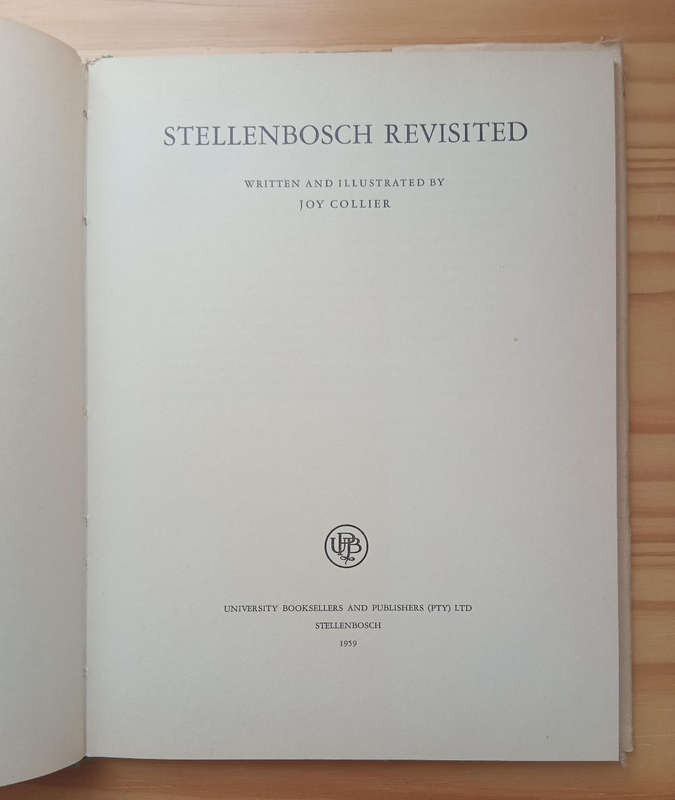 STELLENBOSCH REVISITED
WRITTEN AND ILLUSTRATED BY
JOY COLLIER
UPB
UNIVERSITY BOOKSELLERS AND PUBLISHERS (PTY) LTD
STELLENBOSCH
1959